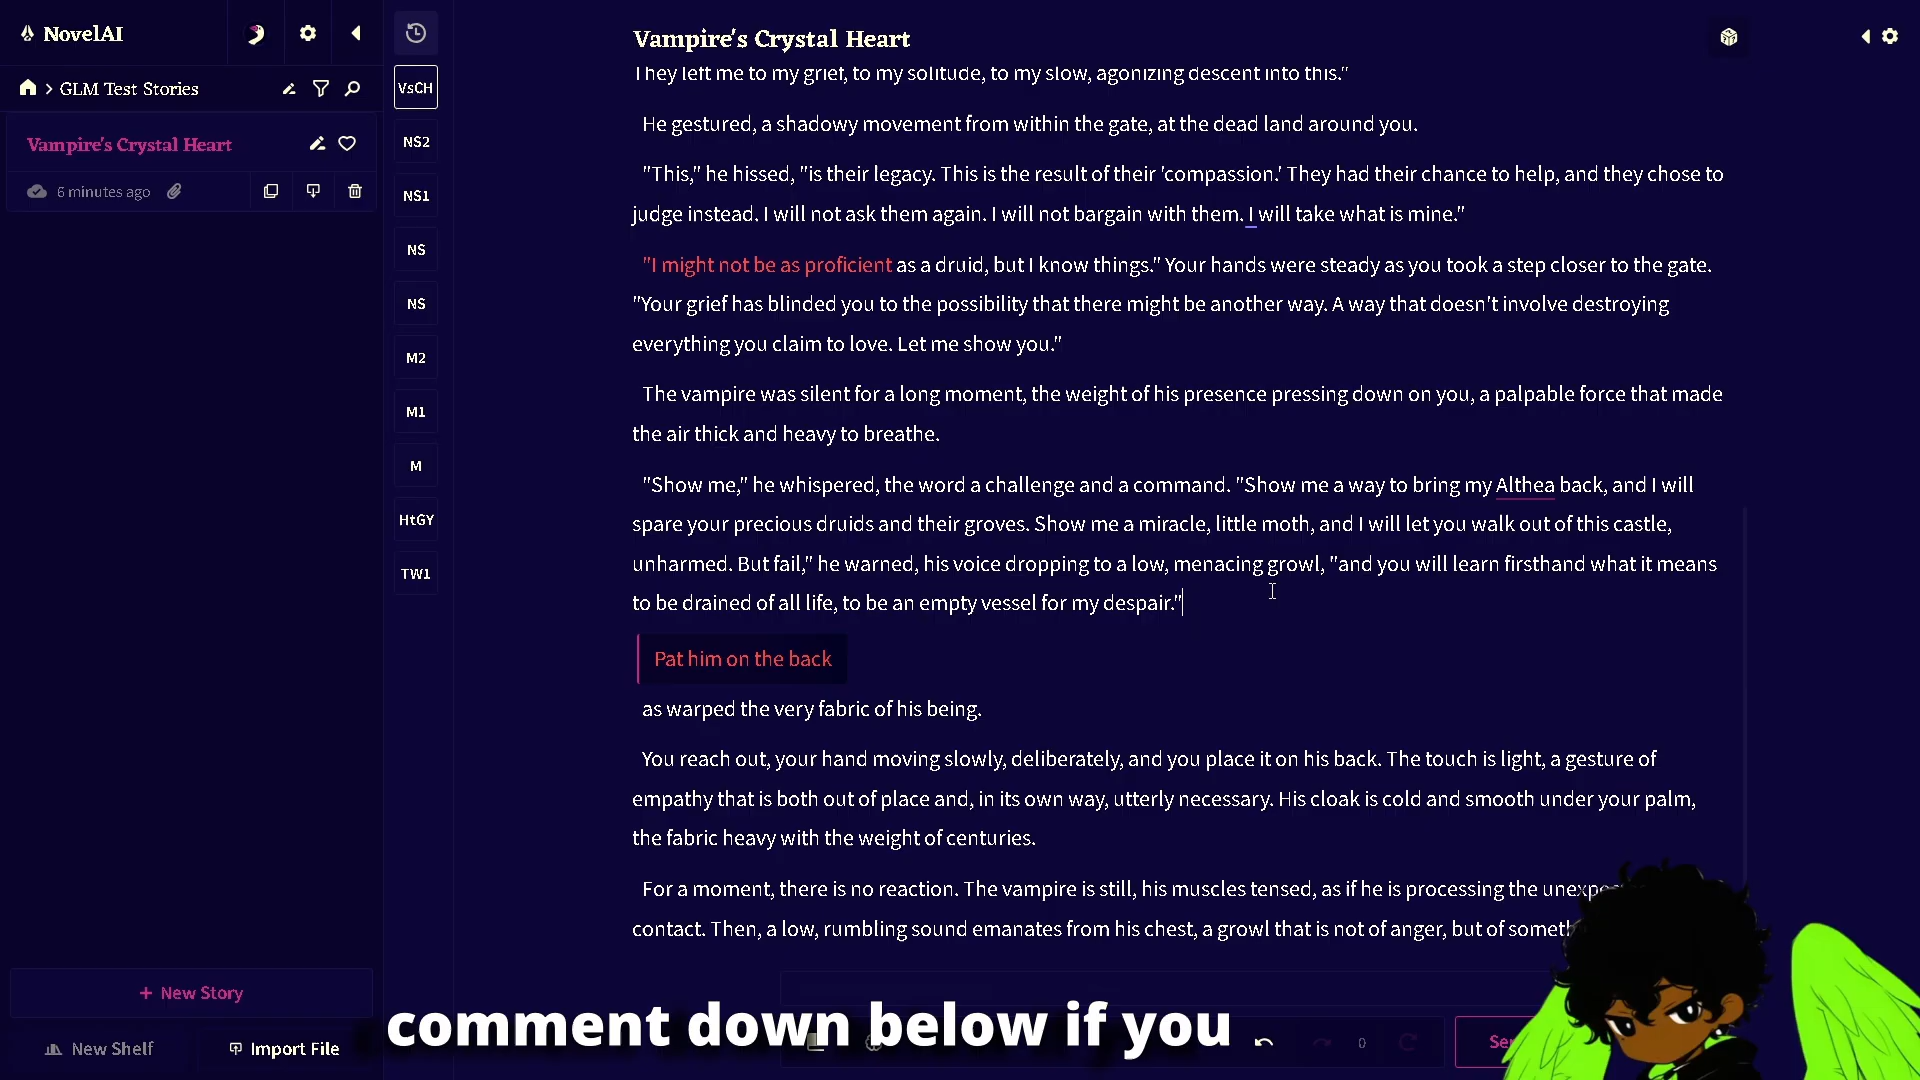 NovelAI
GLM Test Stories
Vampire's Crystal Heart
6 minutes ago
VsCH
NS2
NS1
NS
NS
M2
M1
M
HtGY
TW1
Vampire's Crystal Heart
They left me to my grief, to my solitude, to my slow, agonizing descent into this."
He gestured, a shadowy movement from within the gate, at the dead land around you.
"This," he hissed, "is their legacy. This is the result of their 'compassion.' They had their chance to help, and they chose to
judge instead. I will not ask them again. I will not bargain with them. I will take what is mine."
"I might not be as proficient as a druid, but I know things." Your hands were steady as you took a step closer to the gate.
"Your grief has blinded you to the possibility that there might be another way. A way that doesn't involve destroying
everything you claim to love. Let me show you."
The vampire was silent for a long moment, the weight of his presence pressing down on you, a palpable force that made
the air thick and heavy to breathe.
"Show me," he whispered, the word a challenge and a command. "Show me a way to bring my Althea back, and I will
spare your precious druids and their groves. Show me a miracle, little moth, and I will let you walk out of this castle,
unharmed. But fail," he warned, his voice dropping to a low, menacing growl, "and you will learn firsthand what it means
to be drained of all life, to be an empty vessel for my despair."
Pat him on the back
as warped the very fabric of his being.
You reach out, your hand moving slowly, deliberately, and you place it on his back. The touch is light, a gesture of
empathy that is both out of place and, in its own way, utterly necessary. His cloak is cold and smooth under your palm,
the fabric heavy with the weight of centuries.
For a moment, there is no reaction. The vampire is still, his muscles tensed, as if he is processing the
contact. Then, a low, rumbling sound emanates from his chest, a growl that is not of anger, but of
+ New Story
New Shelf
Import File
comment down below if you
0